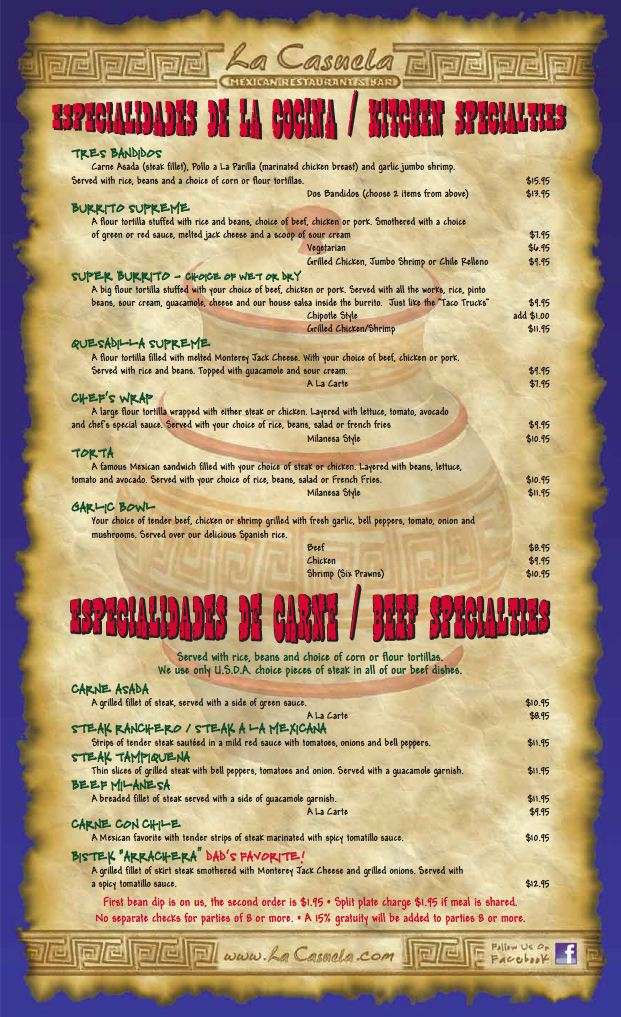 La Casuela
MEXICAN RESTAURANT & BAR
ESPECIALIDADES DE LA COCINA / KITCHEN SPECIALTIES
TRES BANDIDOS
Carne Asada (steak fillet), Pollo a La Parilla (marinated chicken breast) and garlic jumbo shrimp.
Served with rice, beans and a choice of corn or flour tortillas. $15.95
Dos Bandidos (choose 2 items from above) $13.95
BURRITO SUPREME
A flour tortilla stuffed with rice and beans, choice of beef, chicken or pork. Smothered with a choice
of green or red sauce, melted jack cheese and a scoop of sour cream $7.95
Vegetarian $6.95
Grilled Chicken, Jumbo Shrimp or Chile Relleno $9.95
SUPER BURRITO - CHOICE OF WET OR DRY
A big flour tortilla stuffed with your choice of beef, chicken or pork. Served with all the works, rice, pinto
beans, sour cream, guacamole, cheese and our house salsa inside the burrito. Just like the "Taco Trucks" $9.95
Chipotle Style add $1.00
Grilled Chicken/Shrimp $11.95
QUESADILLA SUPREME
A flour tortilla filled with melted Monterey Jack Cheese. With your choice of beef, chicken or pork.
Served with rice and beans. Topped with guacamole and sour cream. $9.95
A La Carte $7.95
CHEF'S WRAP
A large flour tortilla wrapped with either steak or chicken. Layered with lettuce, tomato, avocado
and chef's special sauce. Served with your choice of rice, beans, salad or french fries $9.95
Milanesa Style $10.95
TORTA
A famous Mexican sandwich filled with your choice of steak or chicken. Layered with beans, lettuce,
tomato and avocado. Served with your choice of rice, beans, salad or French Fries. $10.95
Milanesa Style $11.95
GARLIC BOWL
Your choice of tender beef, chicken or shrimp grilled with fresh garlic, bell peppers, tomato, onion and
mushrooms. Served over our delicious Spanish rice.
Beef $8.95
Chicken $9.95
Shrimp (Six Prawns) $10.95
ESPECIALIDADES DE CARNE / BEEF SPECIALTIES
Served with rice, beans and choice of corn or flour tortillas.
We use only U.S.D.A. choice pieces of steak in all of our beef dishes.
CARNE ASADA
A grilled fillet of steak, served with a side of green sauce. $10.95
A La Carte $8.95
STEAK RANCHERO / STEAK A LA MEXICANA
Strips of tender steak sautéed in a mild red sauce with tomatoes, onions and bell peppers. $11.95
STEAK TAMPIQUENA
Thin slices of grilled steak with bell peppers, tomatoes and onion. Served with a guacamole garnish. $11.95
BEEF MILANESA
A breaded fillet of steak served with a side of guacamole garnish. $11.95
A La Carte $9.95
CARNE CON CHILE
A Mexican favorite with tender strips of steak marinated with spicy tomatillo sauce. $10.95
BISTEK "ARRACHERA" DAD'S FAVORITE!
A grilled fillet of skirt steak smothered with Monterey Jack Cheese and grilled onions. Served with
a spicy tomatillo sauce. $12.95
First bean dip is on us, the second order is $1.95 • Split plate charge $1.95 if meal is shared.
No separate checks for parties of 8 or more. • A 15% gratuity will be added to parties 8 or more.
www.La Casuela.com
Follow Us On
Facebook
f